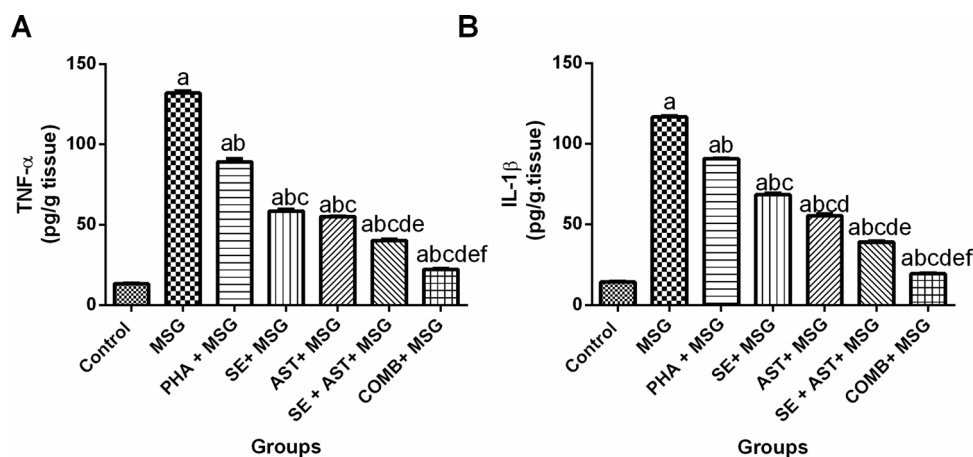 A
TNF-α
(pg/g tissue)
150
100
50
0
a
ab
abc
abc
abcde
abcdef
Control
MSG
PHA + MSG
SE+ MSG
AST+ MSG
SE + AST+ MSG
COMB+ MSG
Groups
B
IL-1β
(pg/g.tissue)
150
100
50
0
a
ab
abc
abcd
abcde
abcdef
Control
MSG
PHA + MSG
SE+ MSG
AST+ MSG
SE + AST+ MSG
COMB+ MSG
Groups